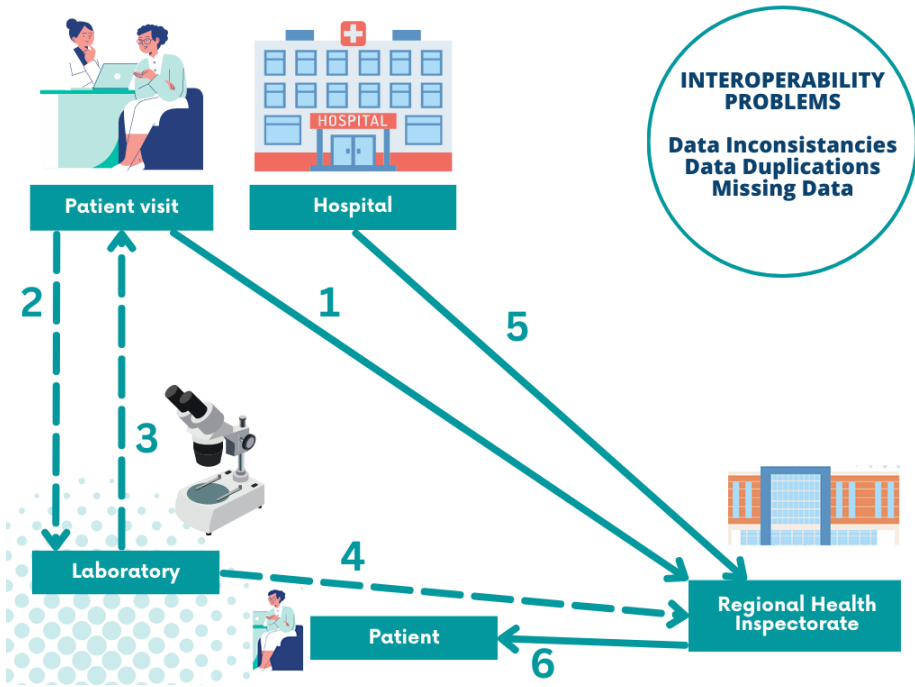 INTEROPERABILITY
PROBLEMS
Data Inconsistancies
Data Duplications
Missing Data
HOSPITAL
Patient visit
Hospital
2
1
5
3
4
Laboratory
Regional Health
Inspectorate
Patient
6